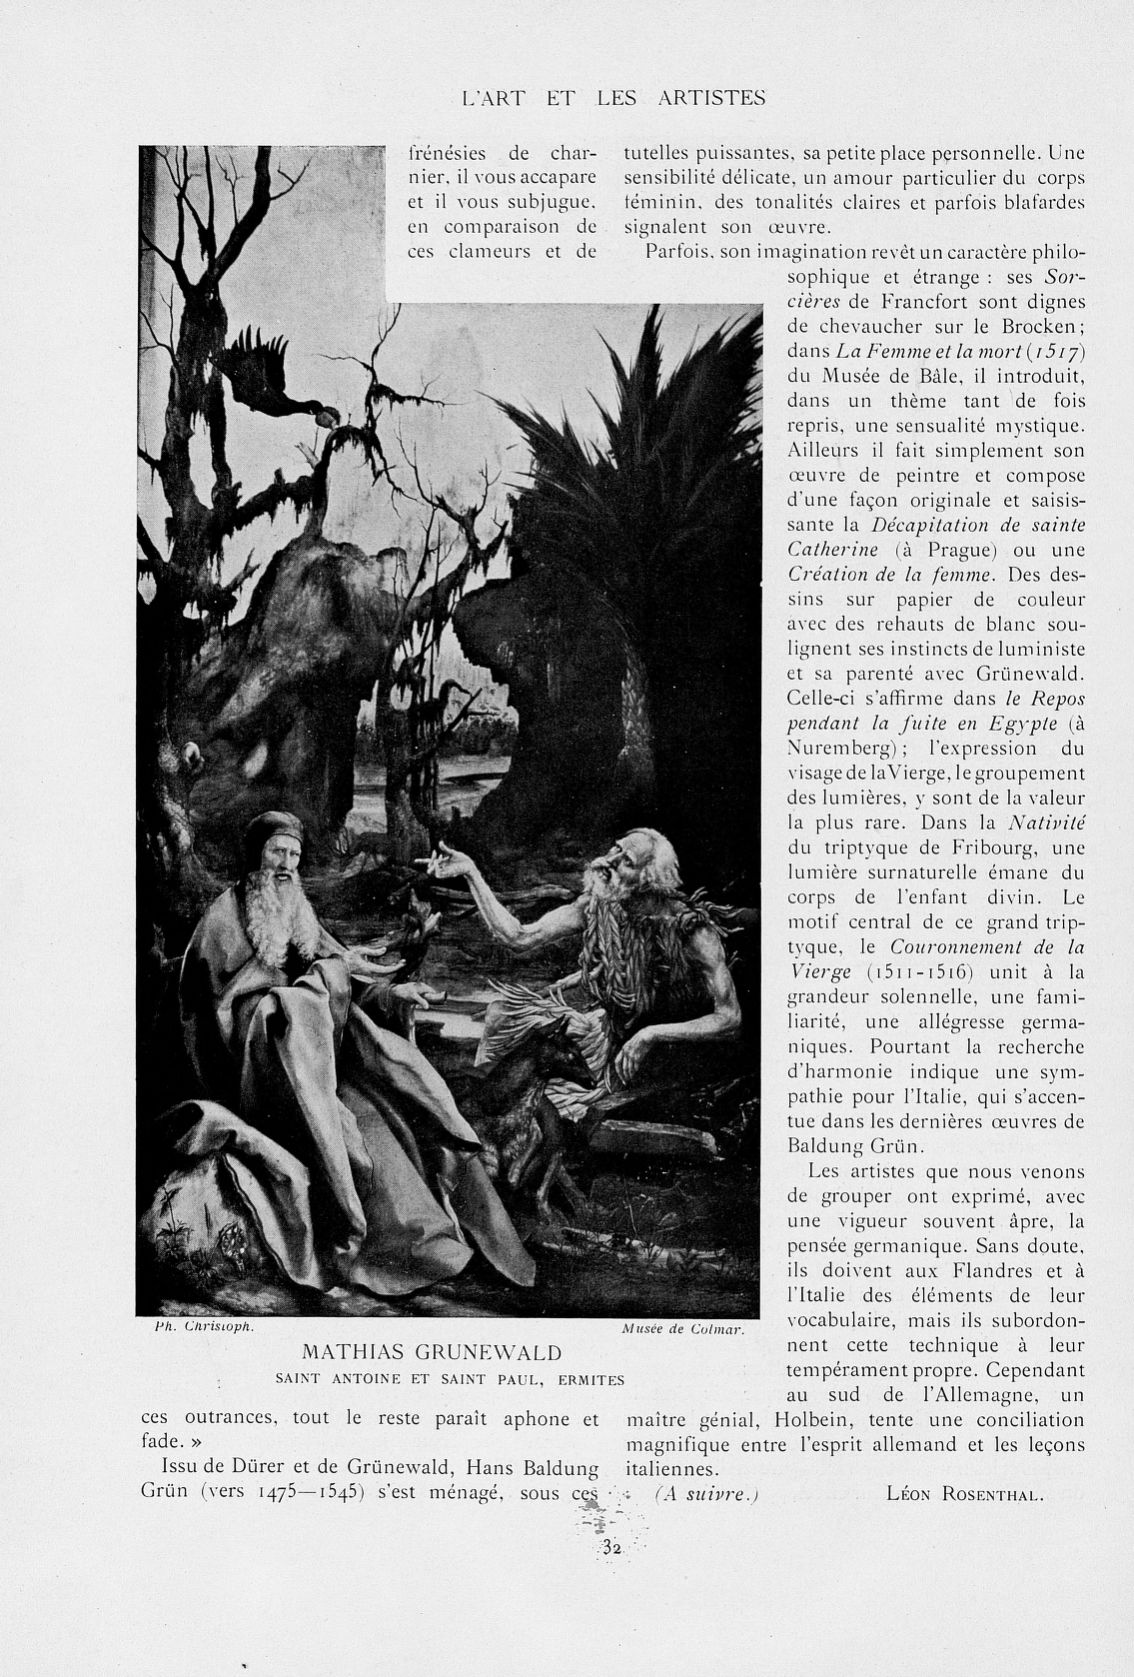 L'ART ET LES ARTISTES
frénésies de char-
nier, il vous accapare
et il vous subjugue,
en comparaison de
ces clameurs et de
Ph. Christoph.
Musée de Colmar.
MATHIAS GRUNEWALD
SAINT ANTOINE ET SAINT PAUL, ERMITES
ces outrances, tout le reste paraît aphone et
fade. »
Issu de Dürer et de Grünewald, Hans Baldung
Grün (vers 1475—1545) s'est ménagé, sous ces
tutelles puissantes, sa petite place personnelle. Une
sensibilité délicate, un amour particulier du corps
féminin, des tonalités claires et parfois blafardes
signalent son œuvre.
Parfois, son imagination revêt un caractère philo-
sophique et étrange : ses Sor-
cières de Francfort sont dignes
de chevaucher sur le Brocken;
dans La Femme et la mort (1517)
du Musée de Bâle, il introduit,
dans un thème tant de fois
repris, une sensualité mystique.
Ailleurs il fait simplement son
œuvre de peintre et compose
d'une façon originale et saisis-
sante la Décapitation de sainte
Catherine (à Prague) ou une
Création de la femme. Des des-
sins sur papier de couleur
avec des rehauts de blanc sou-
lignent ses instincts de luministe
et sa parenté avec Grünewald.
Celle-ci s'affirme dans le Repos
pendant la fuite en Egypte (à
Nuremberg); l'expression du
visage de la Vierge, le groupement
des lumières, y sont de la valeur
la plus rare. Dans la Nativité
du triptyque de Fribourg, une
lumière surnaturelle émane du
corps de l'enfant divin. Le
motif central de ce grand trip-
tyque, le Couronnement de la
Vierge (1511-1516) unit à la
grandeur solennelle, une fami-
liarité, une allégresse germa-
niques. Pourtant la recherche
d'harmonie indique une sym-
pathie pour l'Italie, qui s'accen-
tue dans les dernières œuvres de
Baldung Grün.
Les artistes que nous venons
de grouper ont exprimé, avec
une vigueur souvent âpre, la
pensée germanique. Sans doute,
ils doivent aux Flandres et à
l'Italie des éléments de leur
vocabulaire, mais ils subordon-
nent cette technique à leur
tempérament propre. Cependant
au sud de l'Allemagne, un
maître génial, Holbein, tente une conciliation
magnifique entre l'esprit allemand et les leçons
italiennes.
(A suivre.) LÉON ROSENTHAL.
32